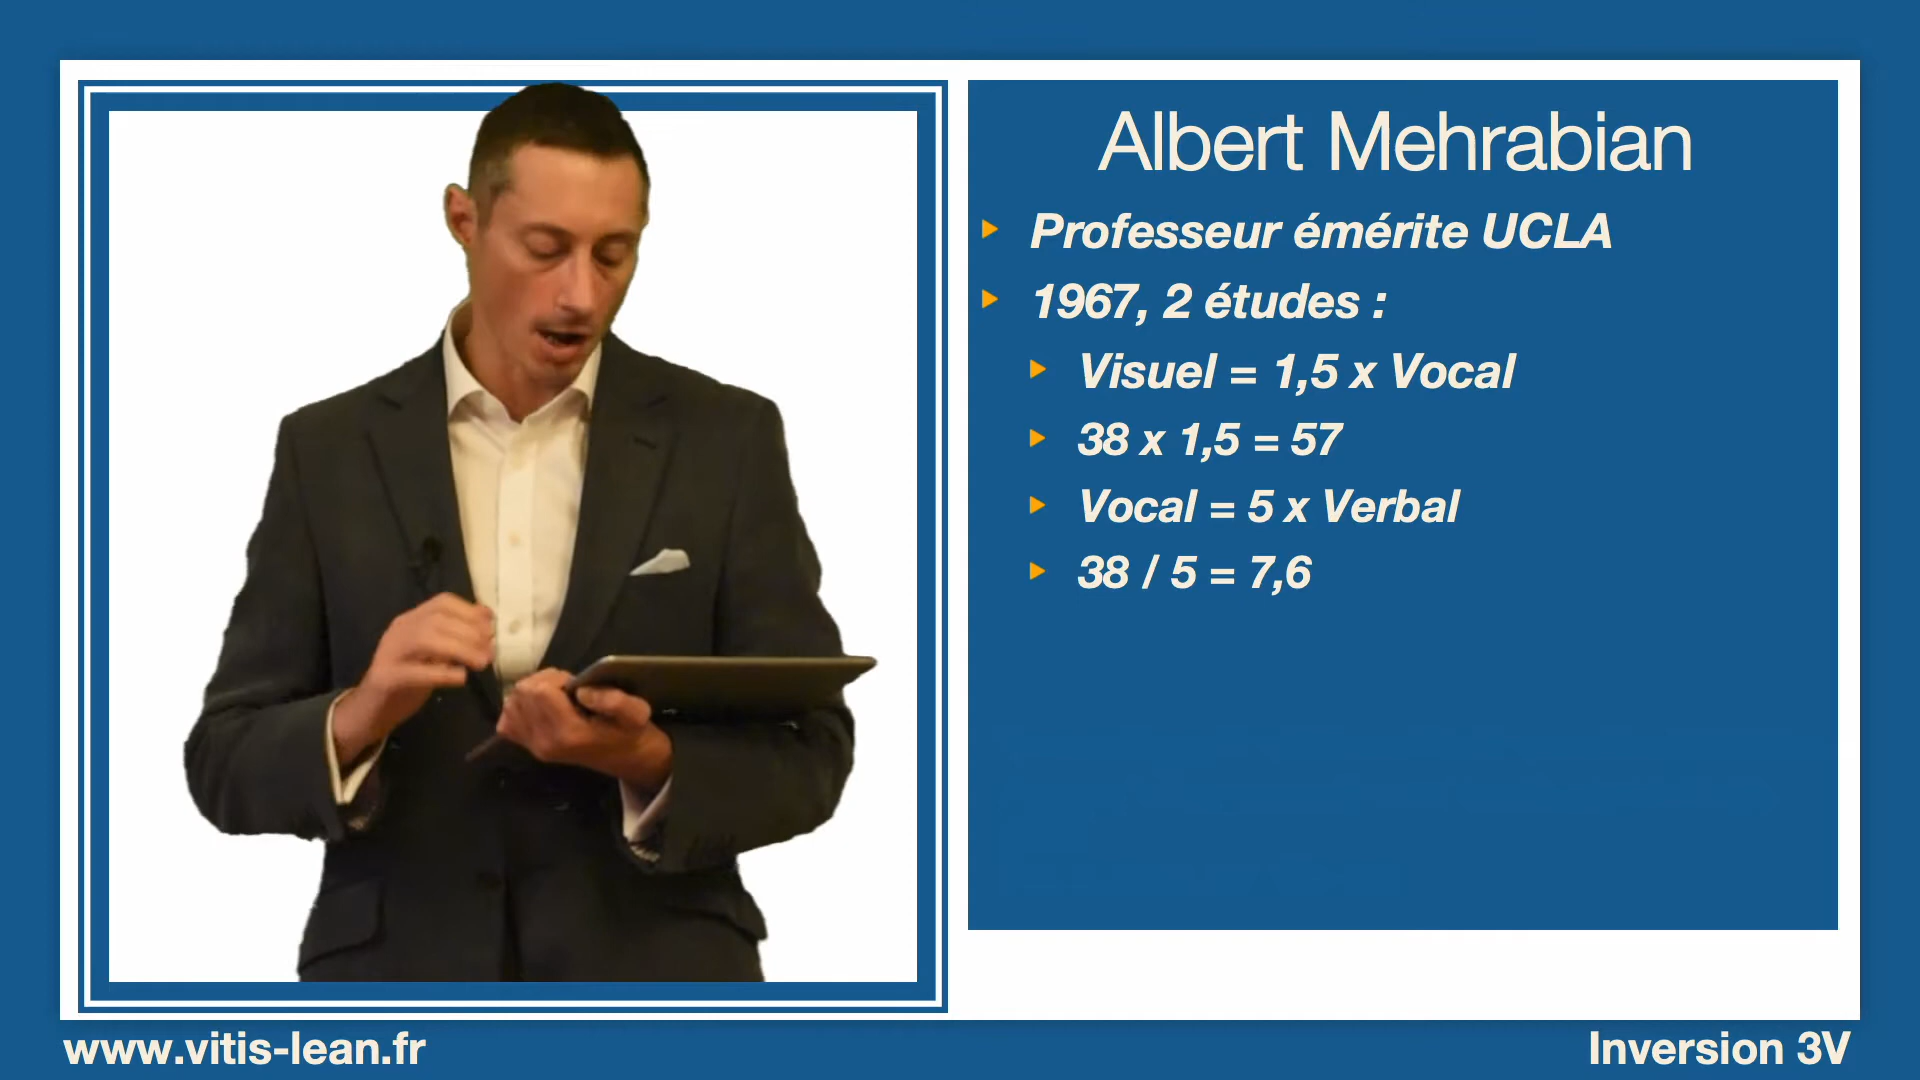 Albert Mehrabian
Professeur émérite UCLA
1967, 2 études :
Visuel = 1,5 x Vocal
38 x 1,5 = 57
Vocal = 5 x Verbal
38 / 5 = 7,6
www.vitis-lean.fr
Inversion 3V